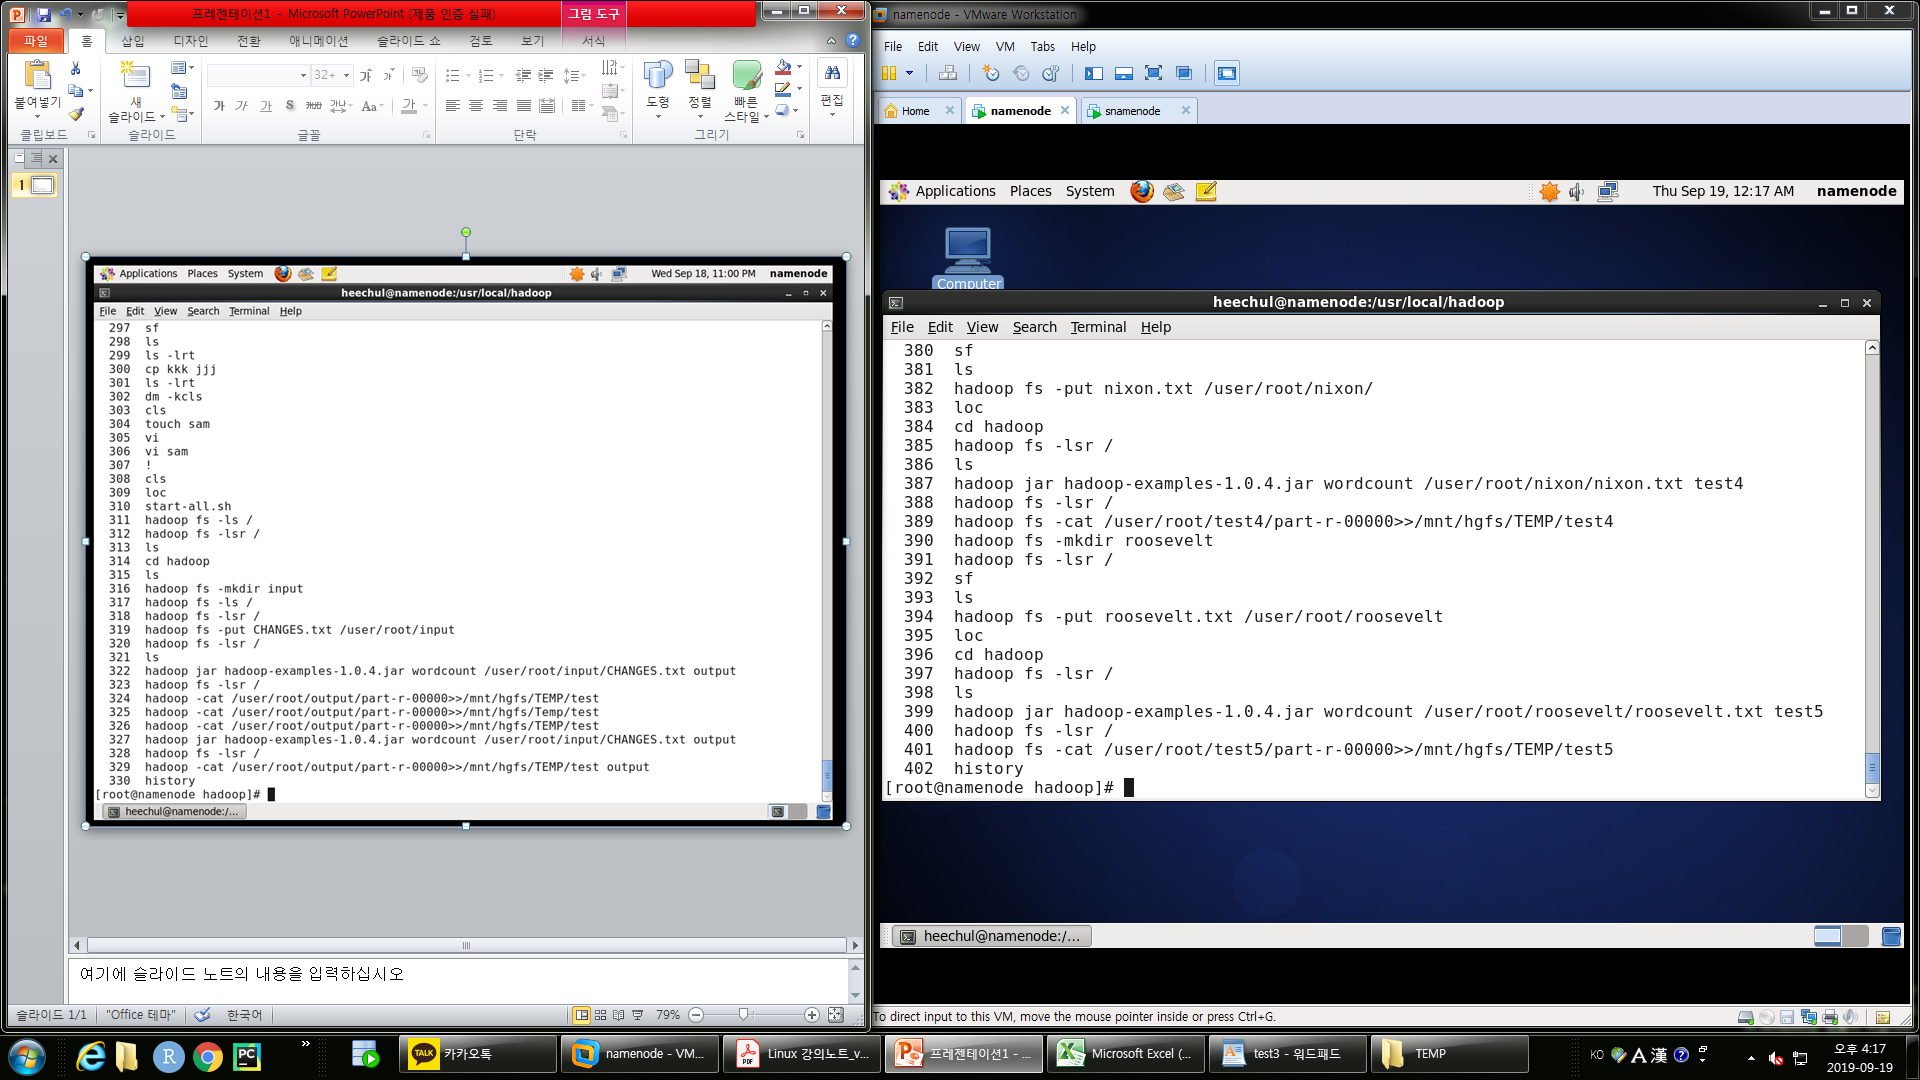 프레젠테이션1 - Microsoft PowerPoint (제품 인증 실패)
그림 도구
파일 홈 삽입 디자인 전환 애니메이션 슬라이드 쇼 검토 보기 서식
붙여넣기
새 슬라이드
32+
가 가 가 S abc 가나 Aa 가
도형 정렬 빠른 스타일 편집
클립보드 슬라이드 글꼴 단락 그리기
1
Applications Places System Wed Sep 18, 11:00 PM namenode
heechul@namenode:/usr/local/hadoop
File Edit View Search Terminal Help
297 sf
298 ls
299 ls -lrt
300 cp kkk jjj
301 ls -lrt
302 dm -kcls
303 cls
304 touch sam
305 vi
306 vi sam
307 !
308 cls
309 loc
310 start-all.sh
311 hadoop fs -ls /
312 hadoop fs -lsr /
313 ls
314 cd hadoop
315 ls
316 hadoop fs -mkdir input
317 hadoop fs -ls /
318 hadoop fs -lsr /
319 hadoop fs -put CHANGES.txt /user/root/input
320 hadoop fs -lsr /
321 ls
322 hadoop jar hadoop-examples-1.0.4.jar wordcount /user/root/input/CHANGES.txt output
323 hadoop fs -lsr /
324 hadoop -cat /user/root/output/part-r-00000>>/mnt/hgfs/TEMP/test
325 hadoop -cat /user/root/output/part-r-00000>>/mnt/hgfs/Temp/test
326 hadoop -cat /user/root/output/part-r-00000>>/mnt/hgfs/TEMP/test
327 hadoop jar hadoop-examples-1.0.4.jar wordcount /user/root/input/CHANGES.txt output
328 hadoop fs -lsr /
329 hadoop -cat /user/root/output/part-r-00000>>/mnt/hgfs/TEMP/test output
330 history
[root@namenode hadoop]#
heechul@namenode:/...
여기에 슬라이드 노트의 내용을 입력하십시오
슬라이드 1/1 "Office 테마" 한국어 79%
namenode - VMware Workstation
File Edit View VM Tabs Help
Home namenode snamenode
Applications Places System Thu Sep 19, 12:17 AM namenode
Computer
heechul@namenode:/usr/local/hadoop
File Edit View Search Terminal Help
380 sf
381 ls
382 hadoop fs -put nixon.txt /user/root/nixon/
383 loc
384 cd hadoop
385 hadoop fs -lsr /
386 ls
387 hadoop jar hadoop-examples-1.0.4.jar wordcount /user/root/nixon/nixon.txt test4
388 hadoop fs -lsr /
389 hadoop fs -cat /user/root/test4/part-r-00000>>/mnt/hgfs/TEMP/test4
390 hadoop fs -mkdir roosevelt
391 hadoop fs -lsr /
392 sf
393 ls
394 hadoop fs -put roosevelt.txt /user/root/roosevelt
395 loc
396 cd hadoop
397 hadoop fs -lsr /
398 ls
399 hadoop jar hadoop-examples-1.0.4.jar wordcount /user/root/roosevelt/roosevelt.txt test5
400 hadoop fs -lsr /
401 hadoop fs -cat /user/root/test5/part-r-00000>>/mnt/hgfs/TEMP/test5
402 history
[root@namenode hadoop]#
heechul@namenode:/...
To direct input to this VM, move the mouse pointer inside or press Ctrl+G.
TALK 카카오톡 namenode - VM... Linux 강의노트_v... 프레젠테이션1 - ... Microsoft Excel (... test3 - 워드패드 TEMP
KO A 漢
오후 4:17
2019-09-19